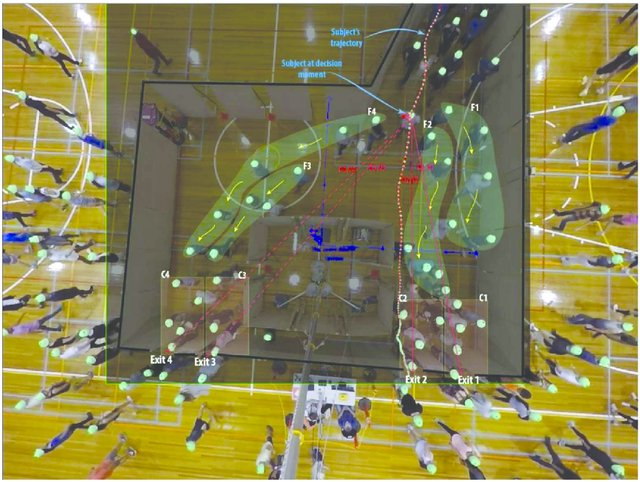 Subject's
trajectory
Subject at decision
moment
F4
F1
F2
F3
C4
C3
C2
C1
Exit 4
Exit 3
Exit 2
Exit 1